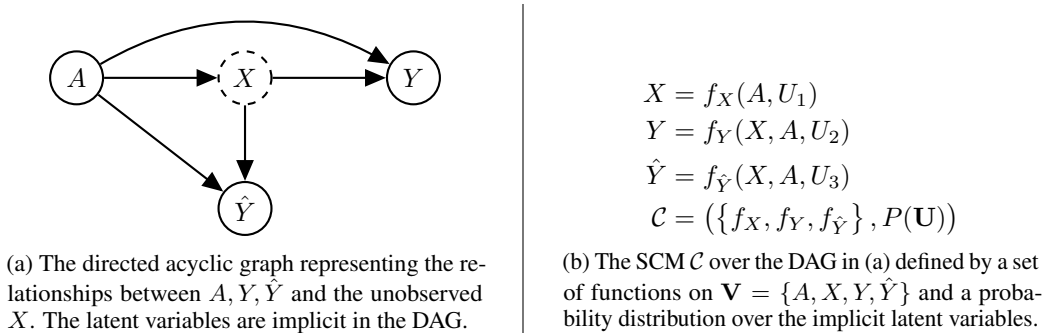 A
X
Y
Ŷ
(a) The directed acyclic graph representing the re-
lationships between A, Y, Ŷ and the unobserved
X. The latent variables are implicit in the DAG.
X = f_X(A, U_1)
Y = f_Y(X, A, U_2)
Ŷ = f_Ŷ(X, A, U_3)
𝒞 = ({f_X, f_Y, f_Ŷ}, P(𝐔))
(b) The SCM 𝒞 over the DAG in (a) defined by a set
of functions on 𝐕 = {A, X, Y, Ŷ} and a proba-
bility distribution over the implicit latent variables.